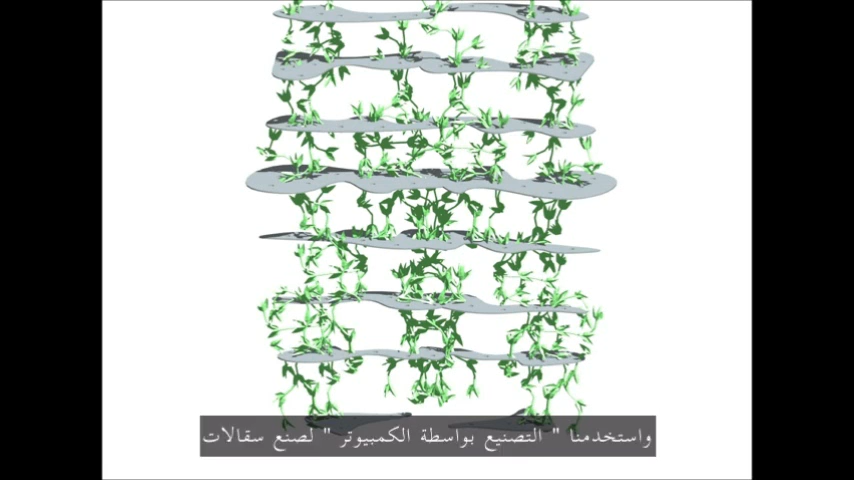 واستخدمنا " التصنيع بواسطة الكمبيوتر " لصنع سقالات